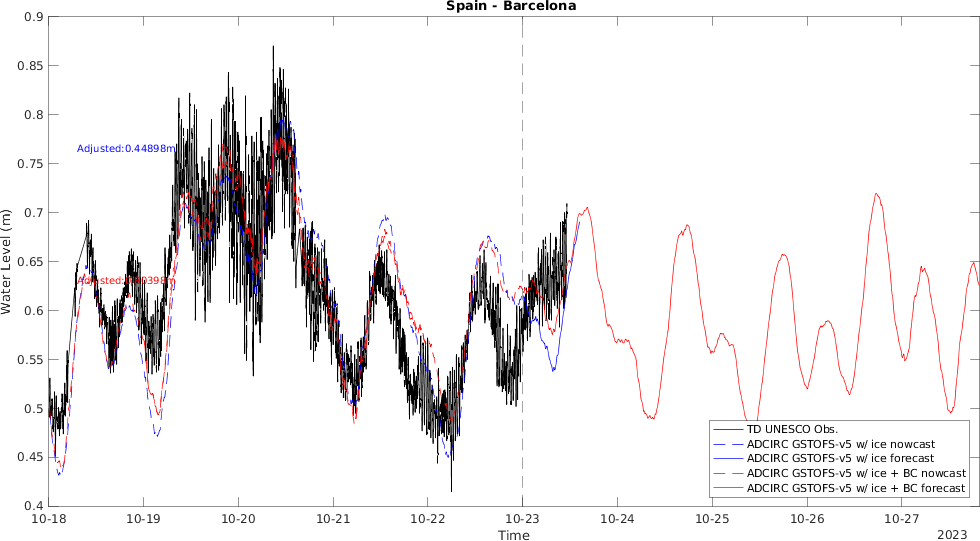 Spain - Barcelona
0.9
0.85
0.8
0.75
0.7
0.65
0.6
0.55
0.5
0.45
0.4
Water Level (m)
Adjusted:0.44898m
TD UNESCO Obs.
ADCIRC GSTOFS-v5 w/ ice nowcast
ADCIRC GSTOFS-v5 w/ ice forecast
ADCIRC GSTOFS-v5 w/ ice + BC nowcast
ADCIRC GSTOFS-v5 w/ ice + BC forecast
10-18 10-19 10-20 10-21 10-22 10-23 10-24 10-25 10-26 10-27
Time
2023